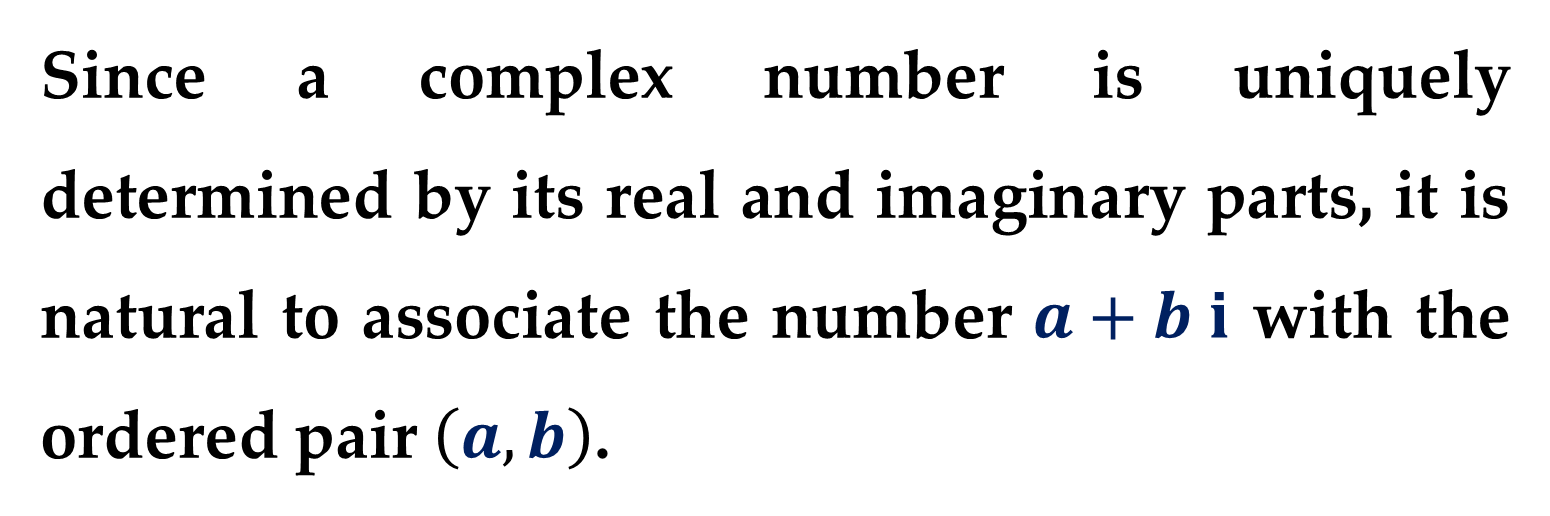 Since a complex number is uniquely
determined by its real and imaginary parts, it is
natural to associate the number a + b i with the
ordered pair (a, b).